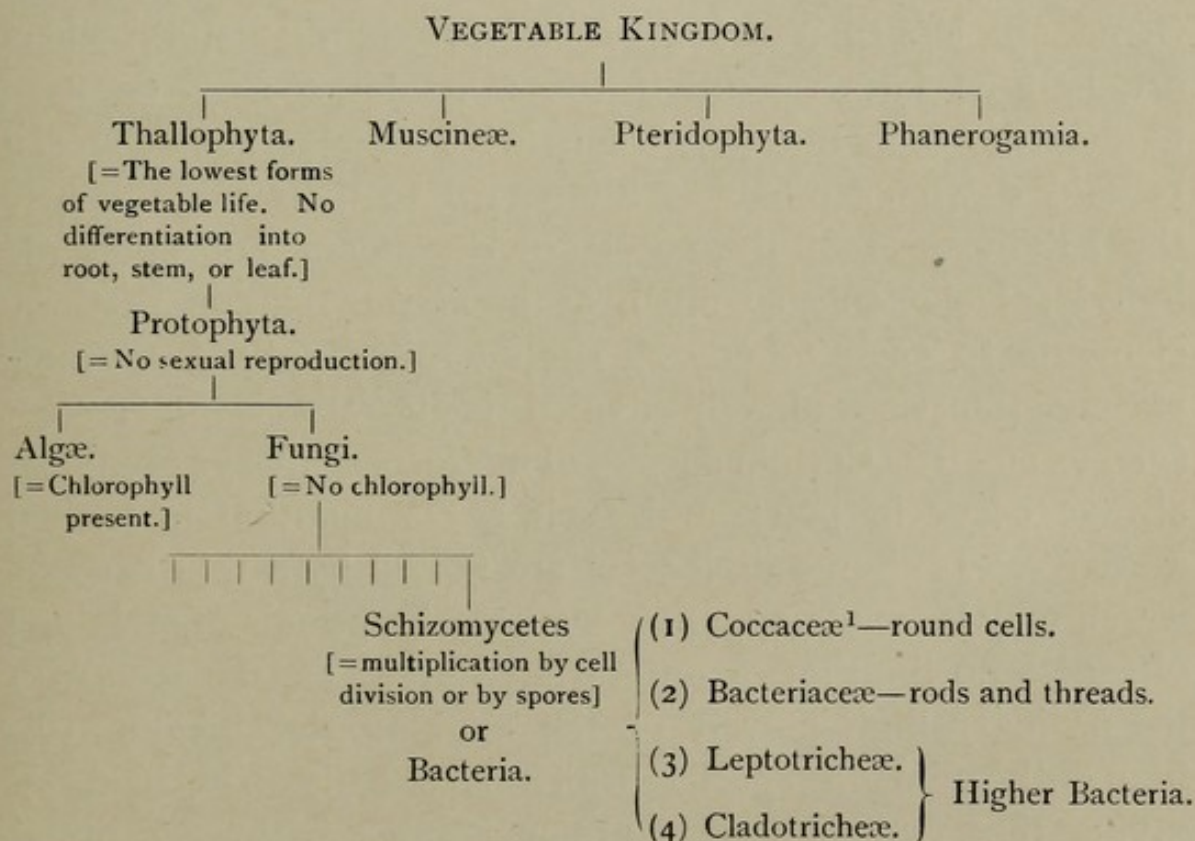 VEGETABLE KINGDOM.
Thallophyta. Muscineæ. Pteridophyta. Phanerogamia.
[=The lowest forms
of vegetable life. No
differentiation into
root, stem, or leaf.]
Protophyta.
[= No sexual reproduction.]
Algæ. Fungi.
[=Chlorophyll [=No chlorophyll.]
present.]
Schizomycetes (1) Coccaceæ¹—round cells.
[=multiplication by cell
division or by spores] (2) Bacteriaceæ—rods and threads.
or
Bacteria. (3) Leptotricheæ.
Higher Bacteria.
(4) Cladotricheæ.